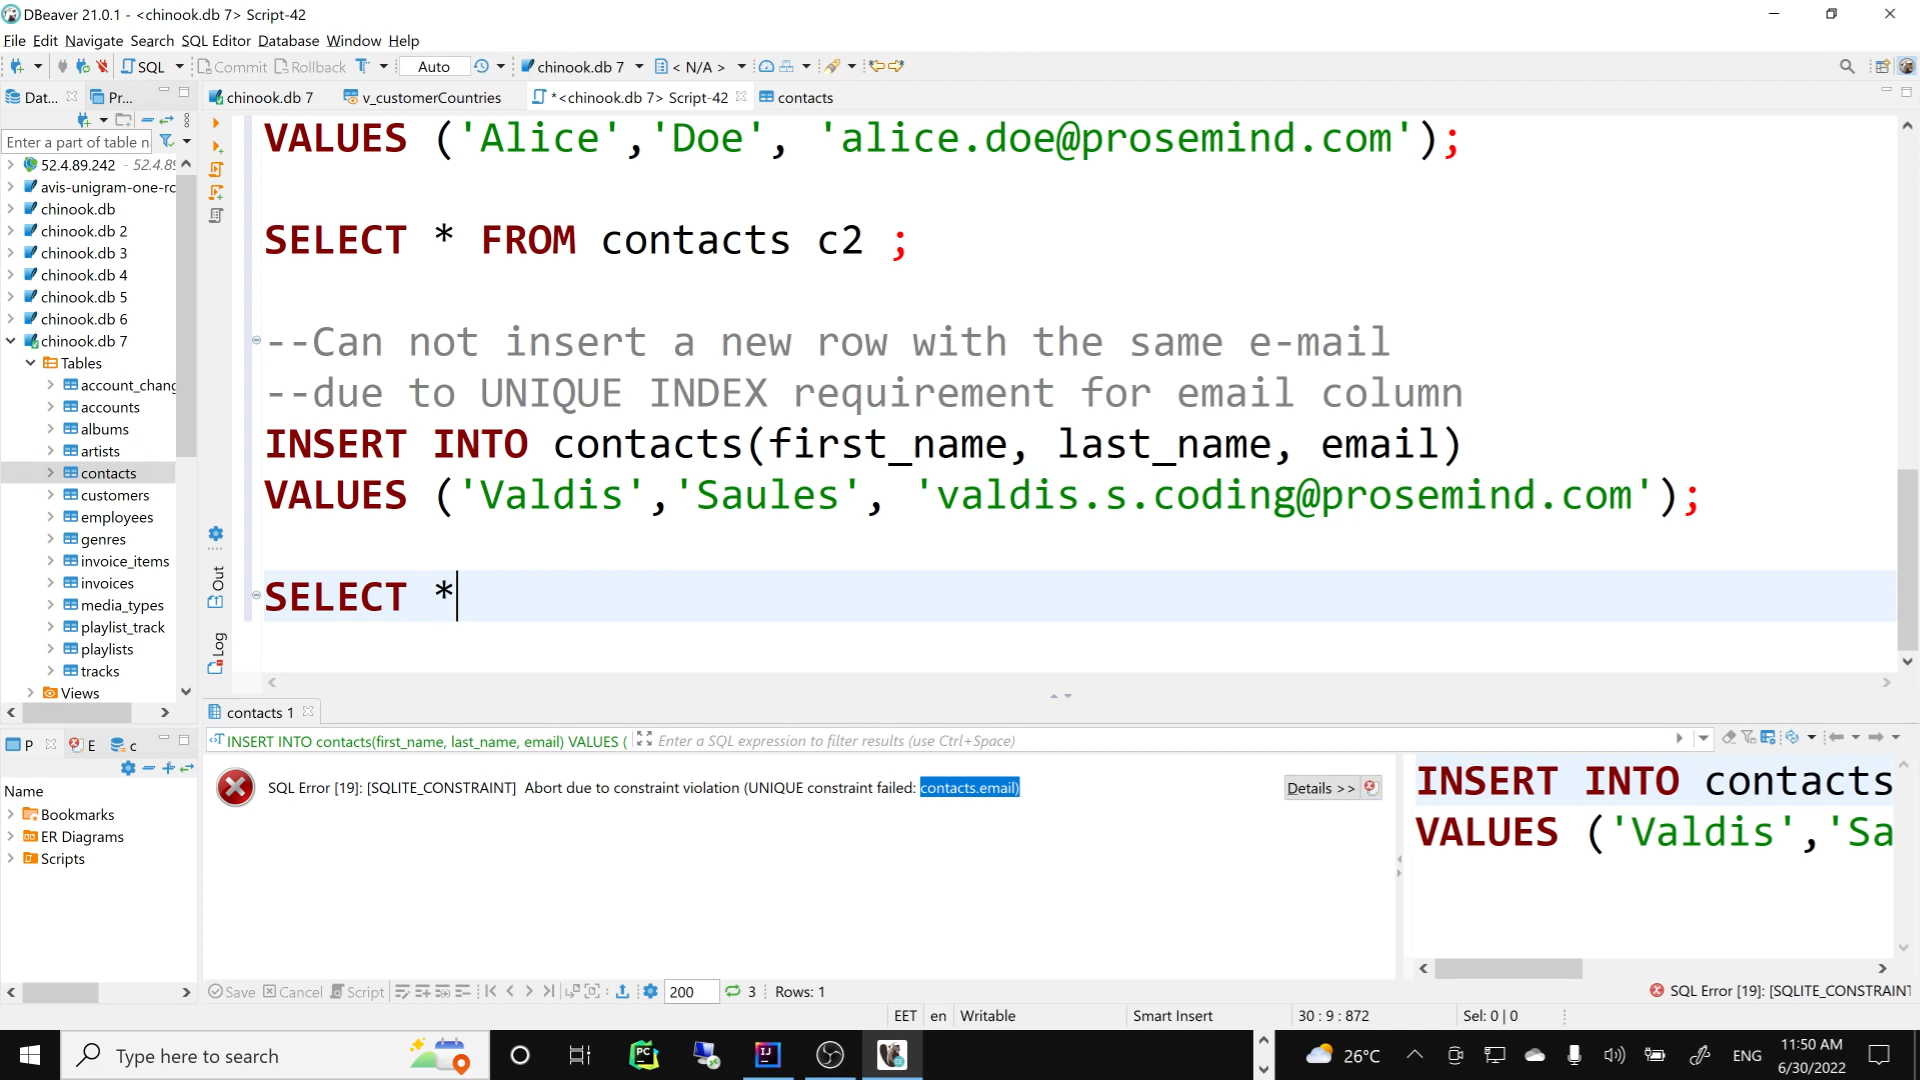 DBeaver 21.0.1 - <chinook.db 7> Script-42
File Edit Navigate Search SQL Editor Database Window Help
SQL Commit Rollback Auto chinook.db 7 < N/A >
Dat... Pr... chinook.db 7 v_customerCountries *<chinook.db 7> Script-42 contacts
Enter a part of table n
52.4.89.242 - 52.4.89
avis-unigram-one-rc
chinook.db
chinook.db 2
chinook.db 3
chinook.db 4
chinook.db 5
chinook.db 6
chinook.db 7
Tables
account_chang
accounts
albums
artists
contacts
customers
employees
genres
invoice_items
invoices
media_types
playlist_track
playlists
tracks
Views
VALUES ('Alice','Doe', 'alice.doe@prosemind.com');
SELECT * FROM contacts c2 ;
--Can not insert a new row with the same e-mail
--due to UNIQUE INDEX requirement for email column
INSERT INTO contacts(first_name, last_name, email)
VALUES ('Valdis','Saules', 'valdis.s.coding@prosemind.com');
SELECT *
Out
Log
contacts 1
INSERT INTO contacts(first_name, last_name, email) VALUES ( Enter a SQL expression to filter results (use Ctrl+Space)
SQL Error [19]: [SQLITE_CONSTRAINT] Abort due to constraint violation (UNIQUE constraint failed: contacts.email)
Details >>
INSERT INTO contacts
VALUES ('Valdis','Sa
P E c
Name
Bookmarks
ER Diagrams
Scripts
Save Cancel Script 200 3 Rows: 1
SQL Error [19]: [SQLITE_CONSTRAINT
EET en Writable Smart Insert 30 : 9 : 872 Sel: 0 | 0
Type here to search
PC
IJ
26°C
ENG
11:50 AM
6/30/2022